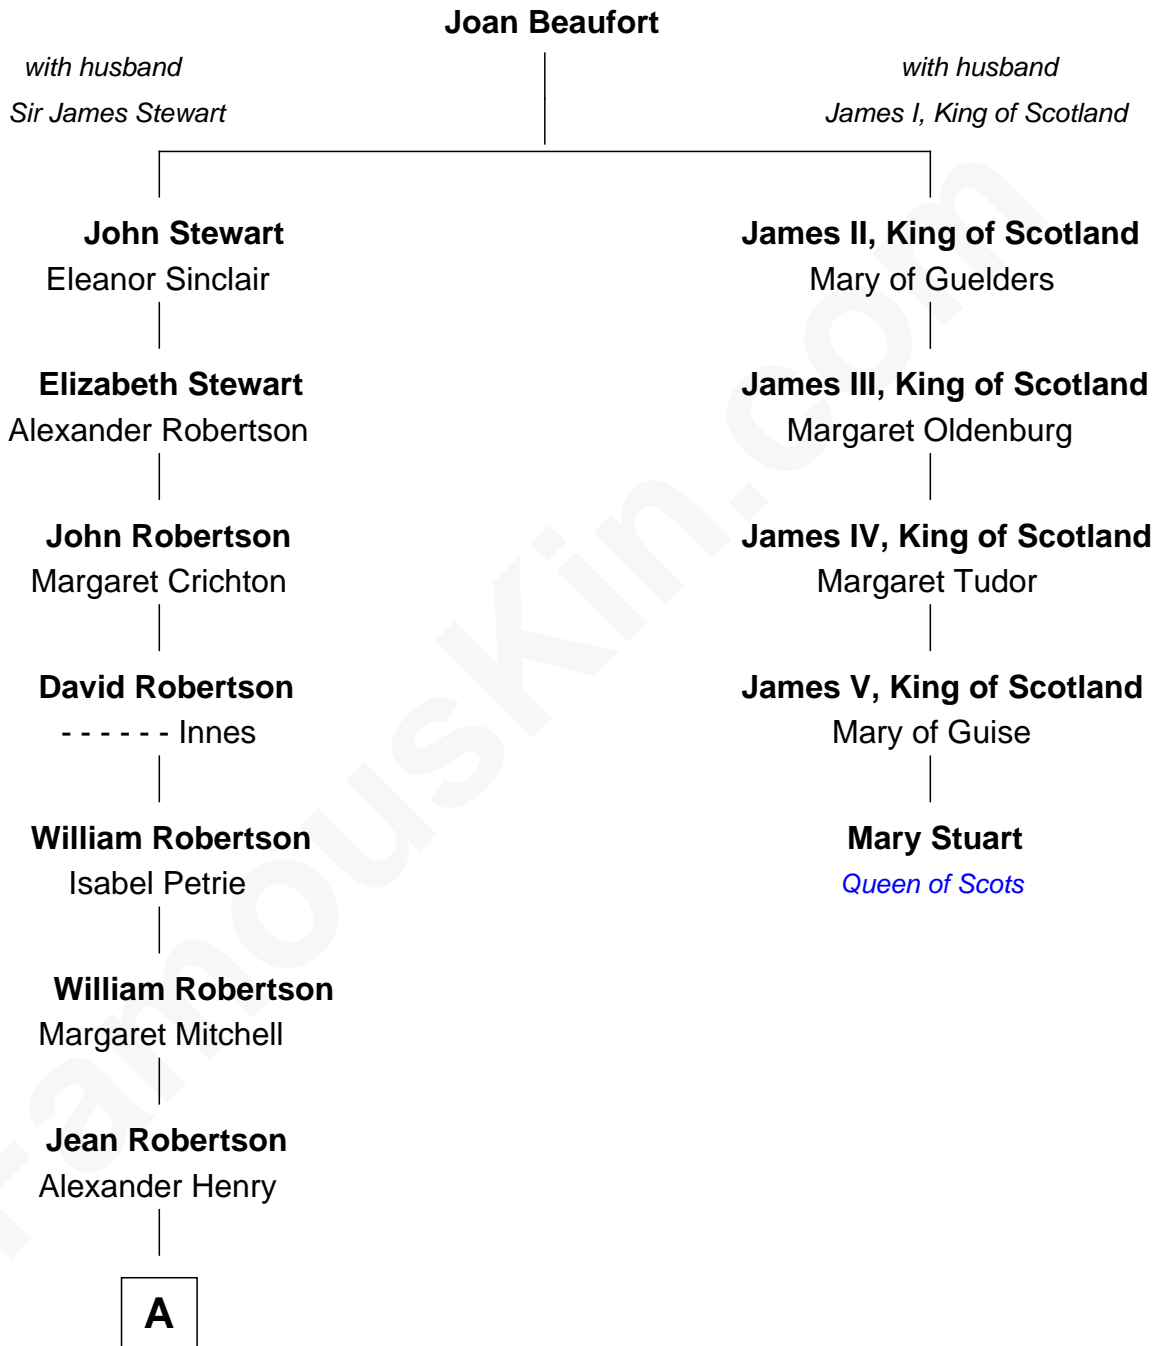 Joan Beaufort
with husband
Sir James Stewart
with husband
James I, King of Scotland
John Stewart
Eleanor Sinclair
James II, King of Scotland
Mary of Guelders
Elizabeth Stewart
Alexander Robertson
James III, King of Scotland
Margaret Oldenburg
John Robertson
Margaret Crichton
James IV, King of Scotland
Margaret Tudor
David Robertson
- - - - - - Innes
James V, King of Scotland
Mary of Guise
William Robertson
Isabel Petrie
Mary Stuart
Queen of Scots
William Robertson
Margaret Mitchell
Jean Robertson
Alexander Henry
A
FamousKin.com